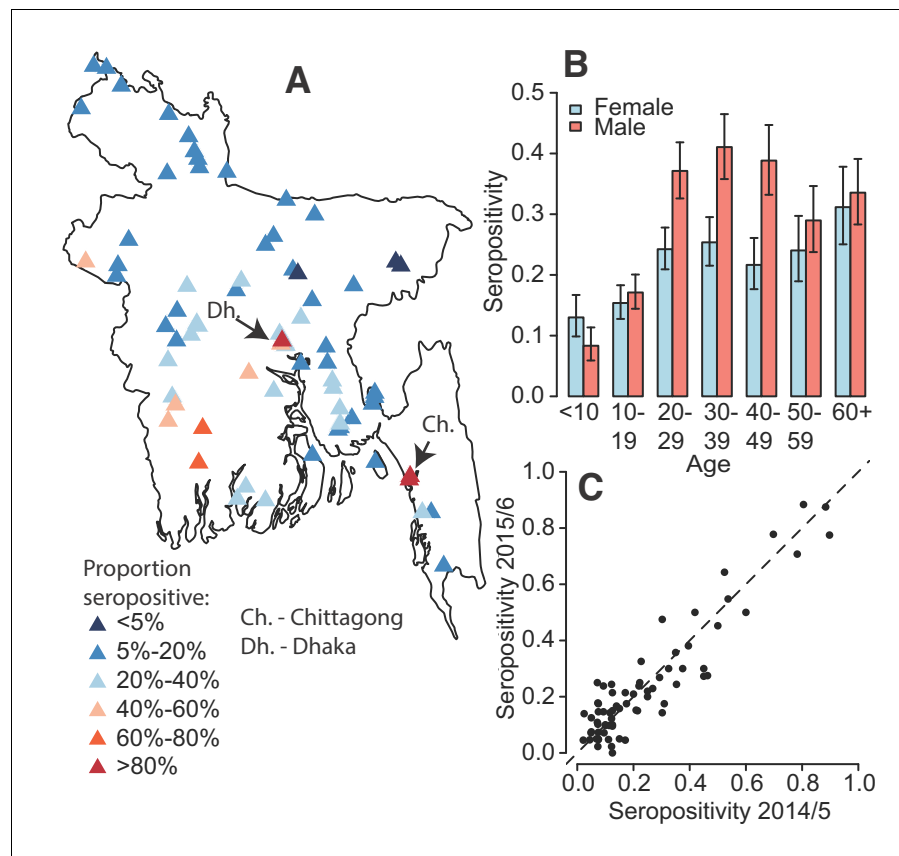 A
Dh.
Ch.
Proportion
seropositive:
<5%
5%-20%
20%-40%
40%-60%
60%-80%
>80%
Ch. - Chittagong
Dh. - Dhaka
B
Female
Male
Seropositivity
0.5
0.4
0.3
0.2
0.1
0.0
<10 10- 20- 30- 40- 50- 60+
19 29 39 49 59
Age
C
Seropositivity 2015/6
1.0
0.8
0.6
0.4
0.2
0.0
0.0 0.2 0.4 0.6 0.8 1.0
Seropositivity 2014/5